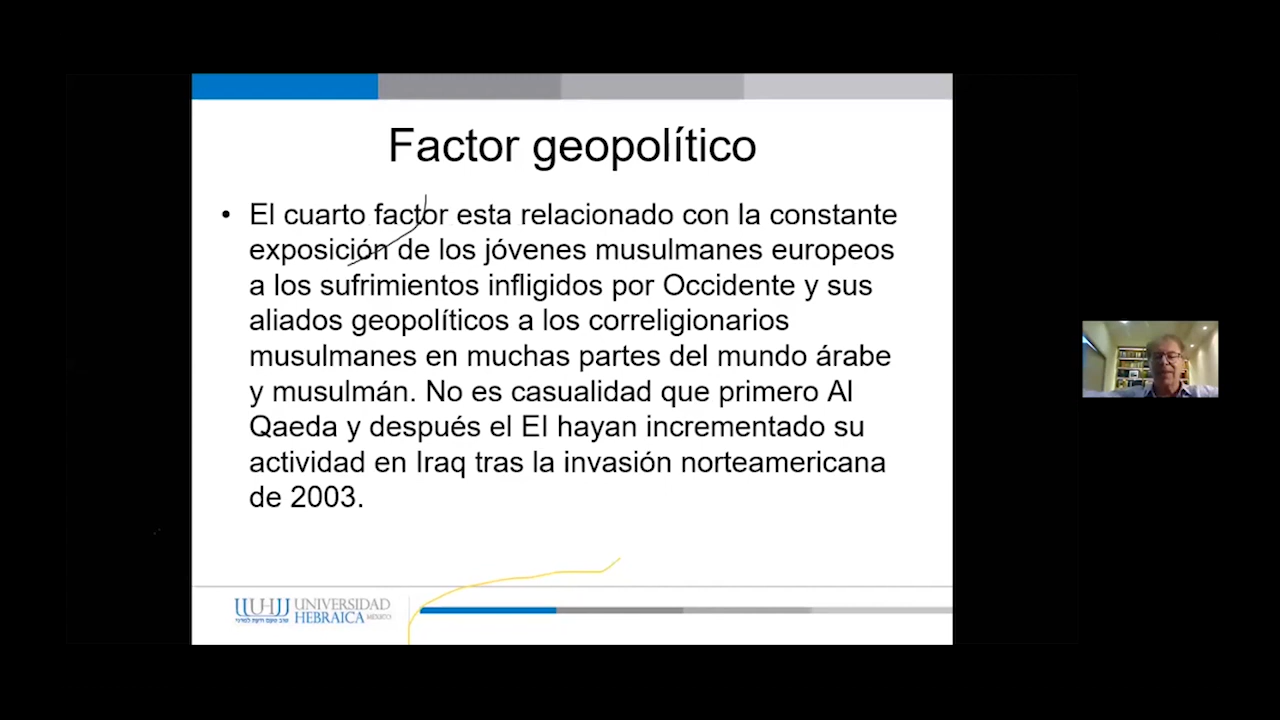 Factor geopolítico
• El cuarto factor esta relacionado con la constante
exposición de los jóvenes musulmanes europeos
a los sufrimientos infligidos por Occidente y sus
aliados geopolíticos a los correligionarios
musulmanes en muchas partes del mundo árabe
y musulmán. No es casualidad que primero Al
Qaeda y después el EI hayan incrementado su
actividad en Iraq tras la invasión norteamericana
de 2003.
UNIVERSIDAD
HEBRAICA MÉXICO